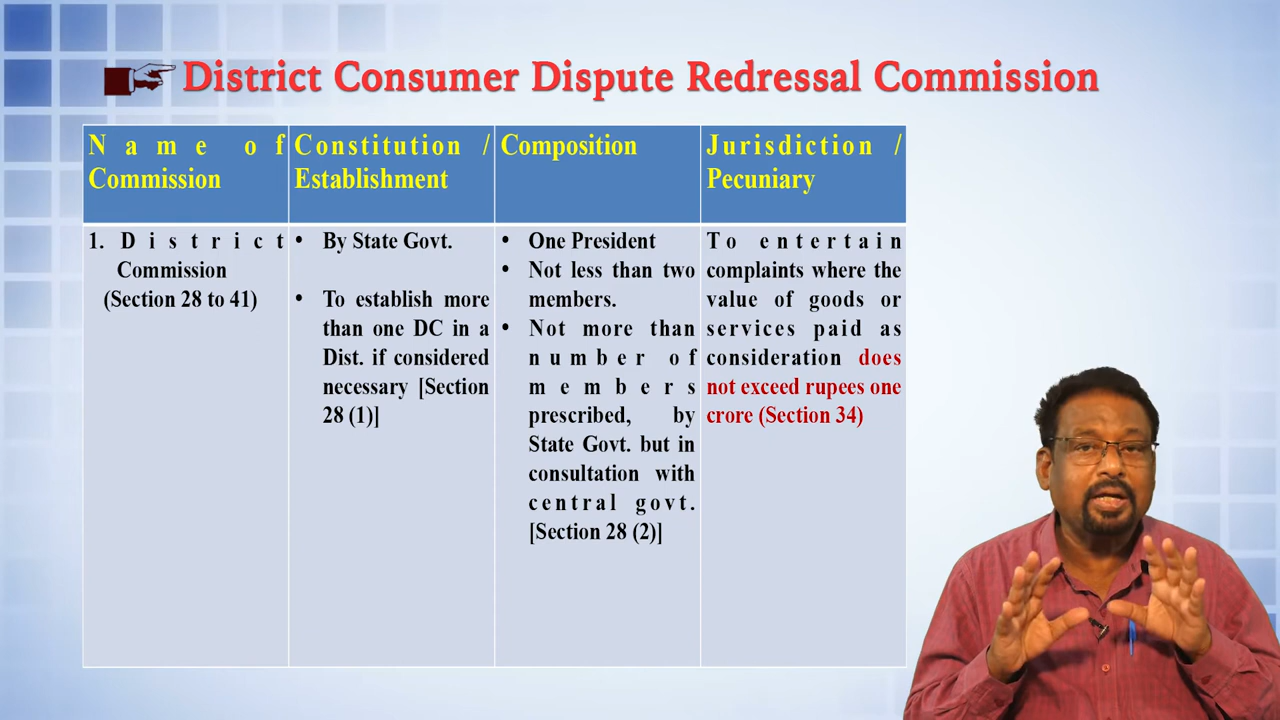 District Consumer Dispute Redressal Commission
Name of
Commission
Constitution /
Establishment
Composition
Jurisdiction /
Pecuniary
1. District
Commission
(Section 28 to 41)
• By State Govt.
• To establish more
than one DC in a
Dist. if considered
necessary [Section
28 (1)]
• One President
• Not less than two
members.
• Not more than
number of
members
prescribed, by
State Govt. but in
consultation with
central govt.
[Section 28 (2)]
To entertain
complaints where the
value of goods or
services paid as
consideration does
not exceed rupees one
crore (Section 34)